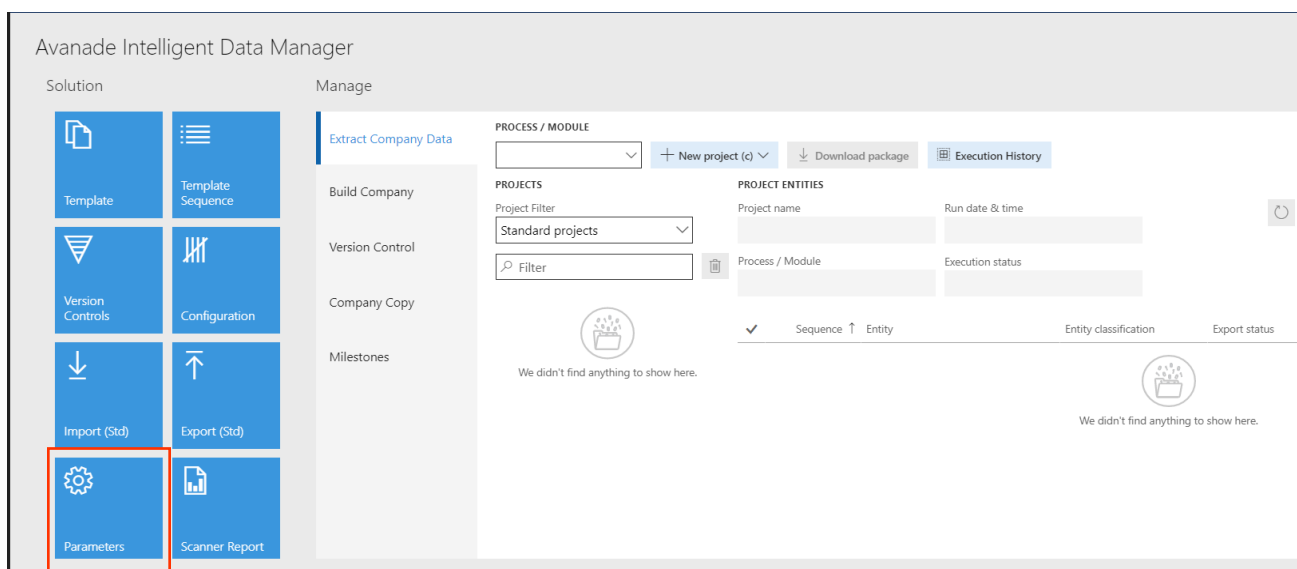 Avanade Intelligent Data Manager
Solution
Manage
Template
Template
Sequence
Version
Controls
Configuration
Import (Std)
Export (Std)
Parameters
Scanner Report
Extract Company Data
Build Company
Version Control
Company Copy
Milestones
PROCESS / MODULE
New project (c)
Download package
Execution History
PROJECTS
Project Filter
Standard projects
Filter
We didn't find anything to show here.
PROJECT ENTITIES
Project name
Run date & time
Process / Module
Execution status
Sequence ↑ Entity
Entity classification
Export status
We didn't find anything to show here.